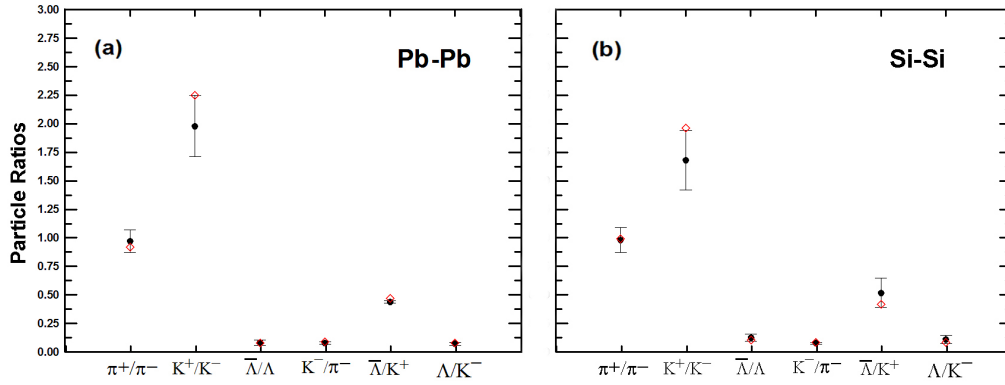 3.00
(a)
(b)
2.75
Pb-Pb
Si-Si
2.50
2.25
2.00
1.75
1.50
1.25
1.00
0.75
0.50
0.25
0.00
Particle Ratios
π+/π− K⁺/K⁻ Λ̅/Λ K⁻/π⁻ Λ̅/K⁺ Λ/K⁻
π+/π− K⁺/K⁻ Λ̅/Λ K⁻/π⁻ Λ̅/K⁺ Λ/K⁻